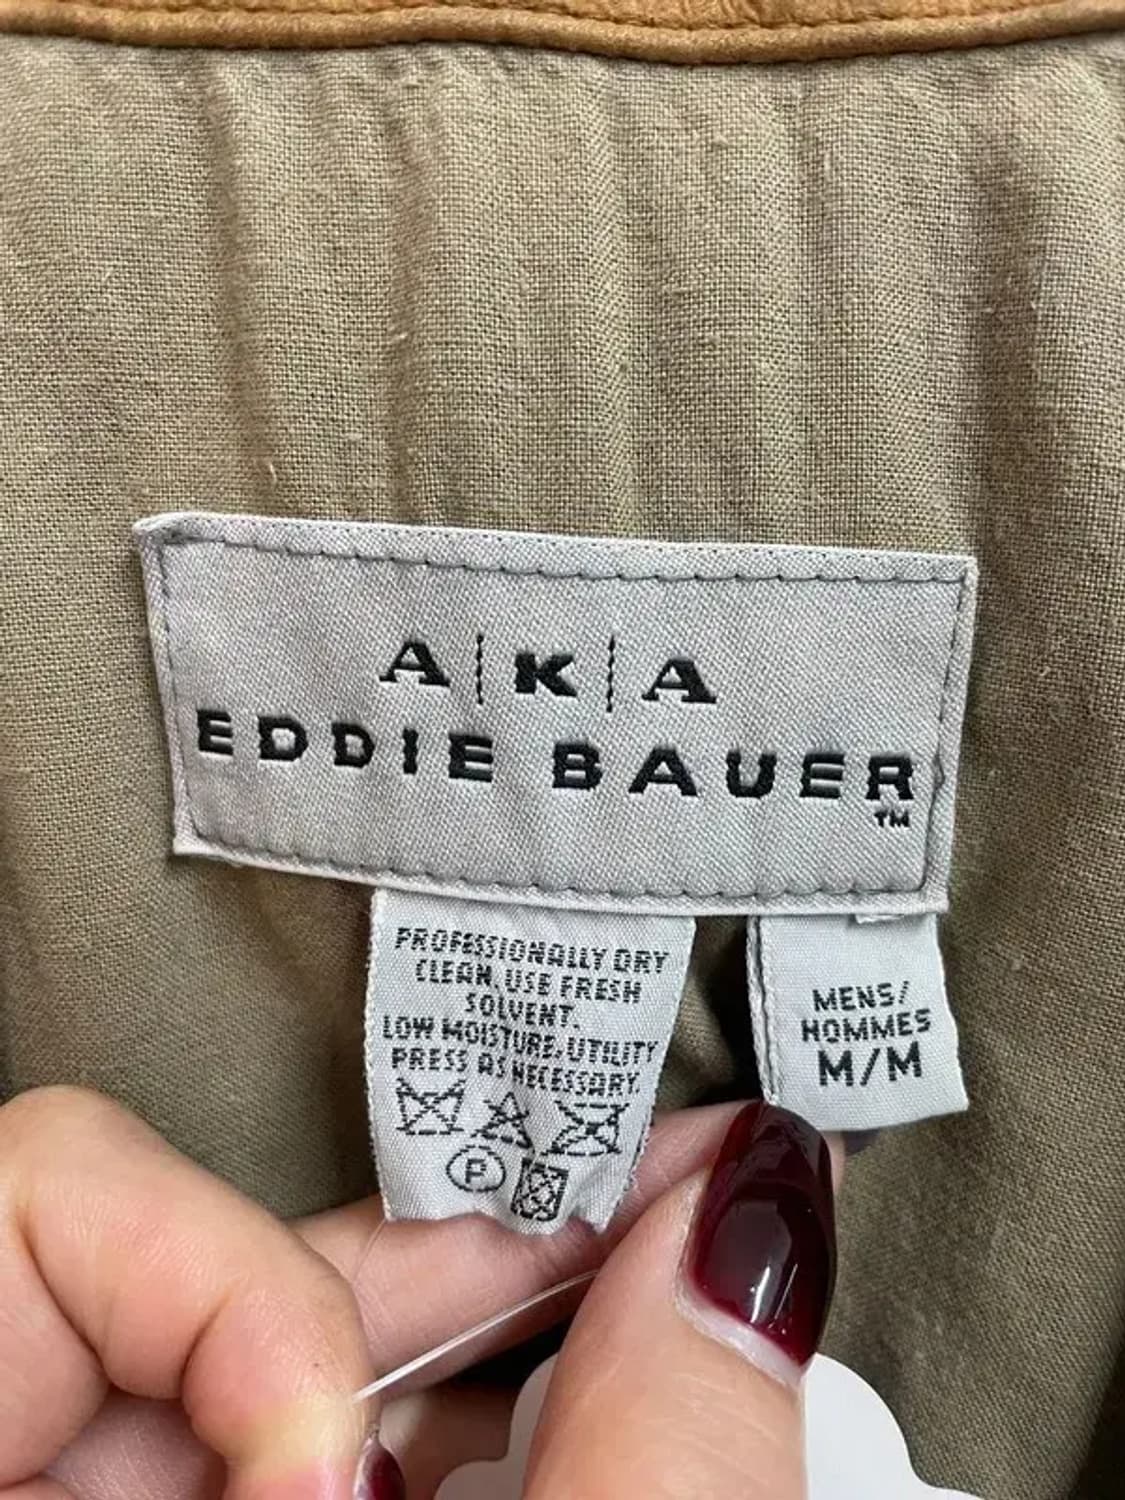 A|K|A
EDDIE BAUER
TM
PROFESSIONALLY DRY
CLEAN. USE FRESH
SOLVENT.
LOW MOISTURE. UTILITY
PRESS AS NECESSARY.
P
MENS/
HOMMES
M/M